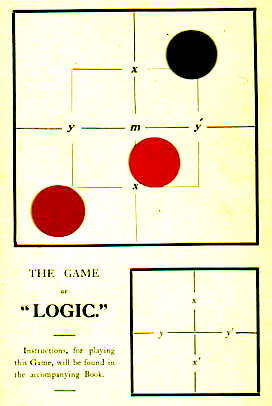 x
y m y′
x
THE GAME
OF
“LOGIC.”
Instructions, for playing
this Game, will be found in
the accompanying Book.
x
y y′
x′